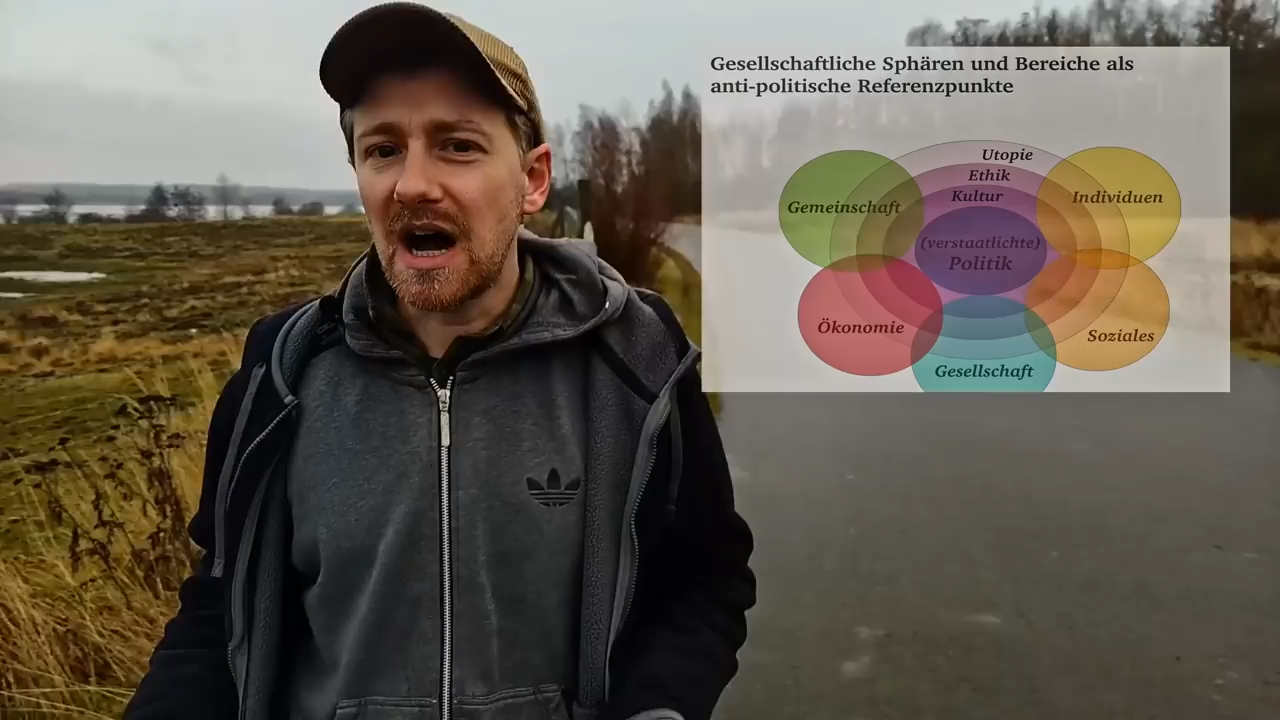 Gesellschaftliche Sphären und Bereiche als
anti-politische Referenzpunkte
Utopie
Ethik
Kultur
Gemeinschaft
Individuen
(verstaatlichte)
Politik
Ökonomie
Soziales
Gesellschaft